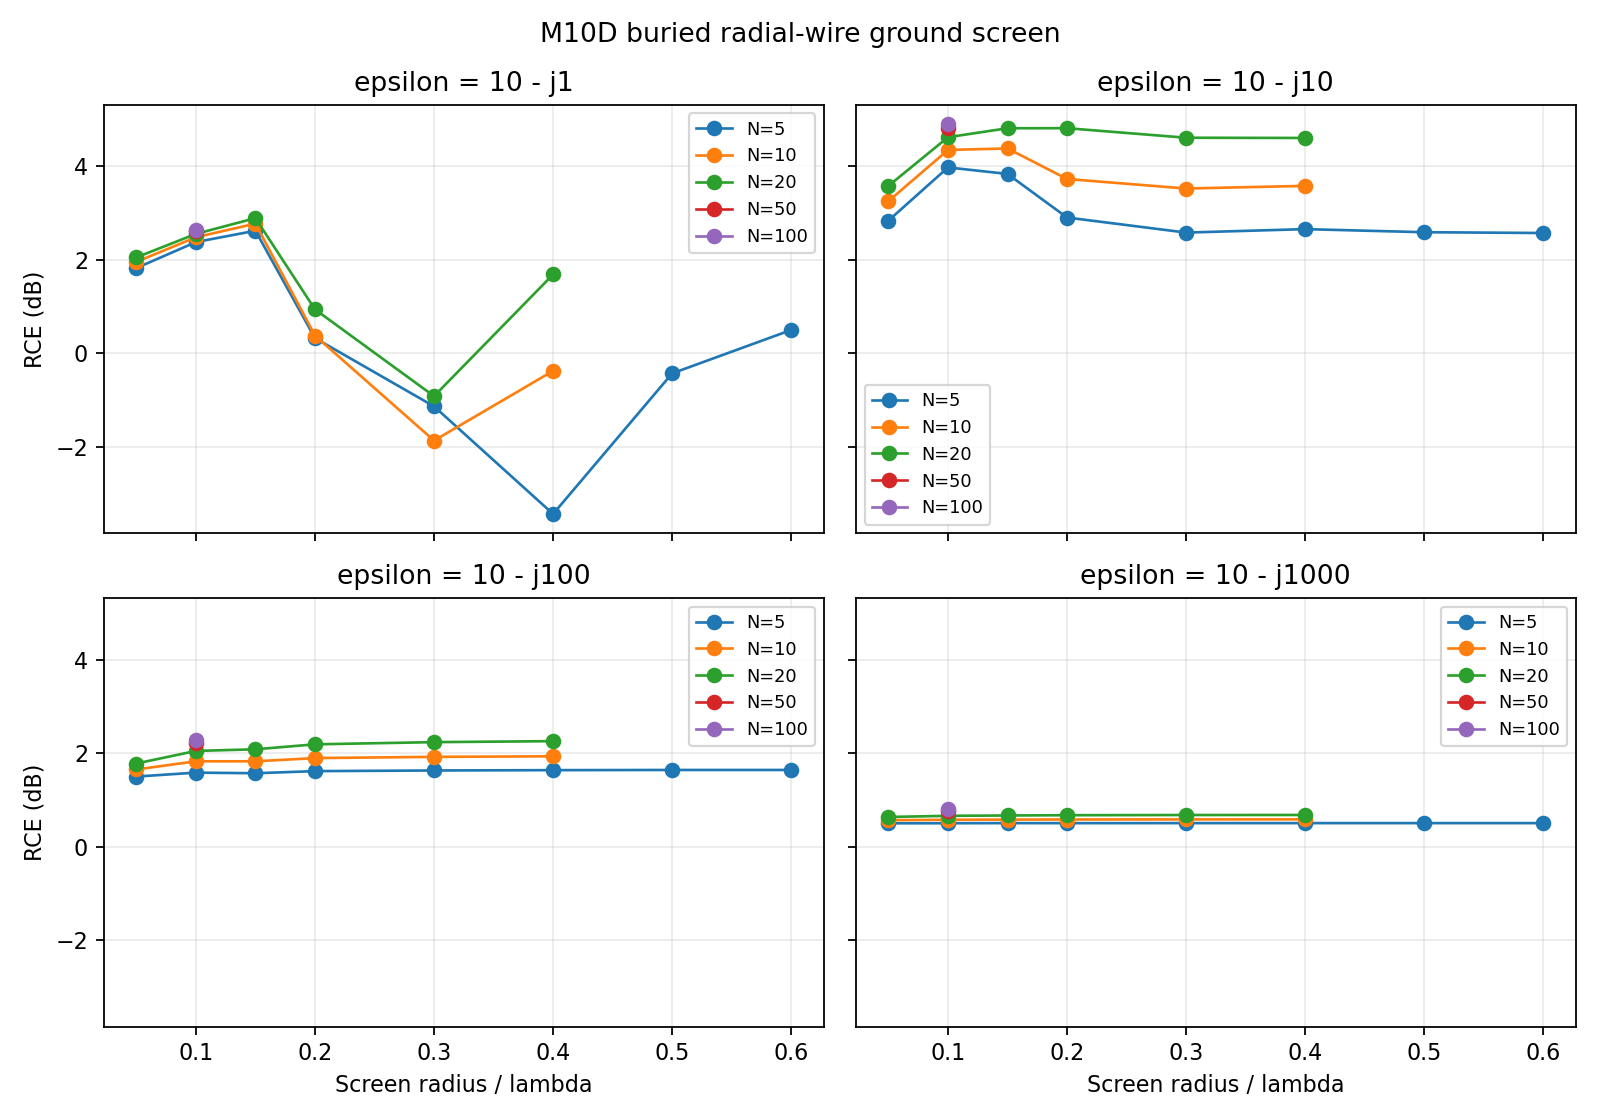 M10D buried radial-wire ground screen
epsilon = 10 - j1
RCE (dB)
4
2
0
−2
N=5
N=10
N=20
N=50
N=100
epsilon = 10 - j10
N=5
N=10
N=20
N=50
N=100
epsilon = 10 - j100
RCE (dB)
4
2
0
−2
N=5
N=10
N=20
N=50
N=100
0.1 0.2 0.3 0.4 0.5 0.6
Screen radius / lambda
epsilon = 10 - j1000
N=5
N=10
N=20
N=50
N=100
0.1 0.2 0.3 0.4 0.5 0.6
Screen radius / lambda